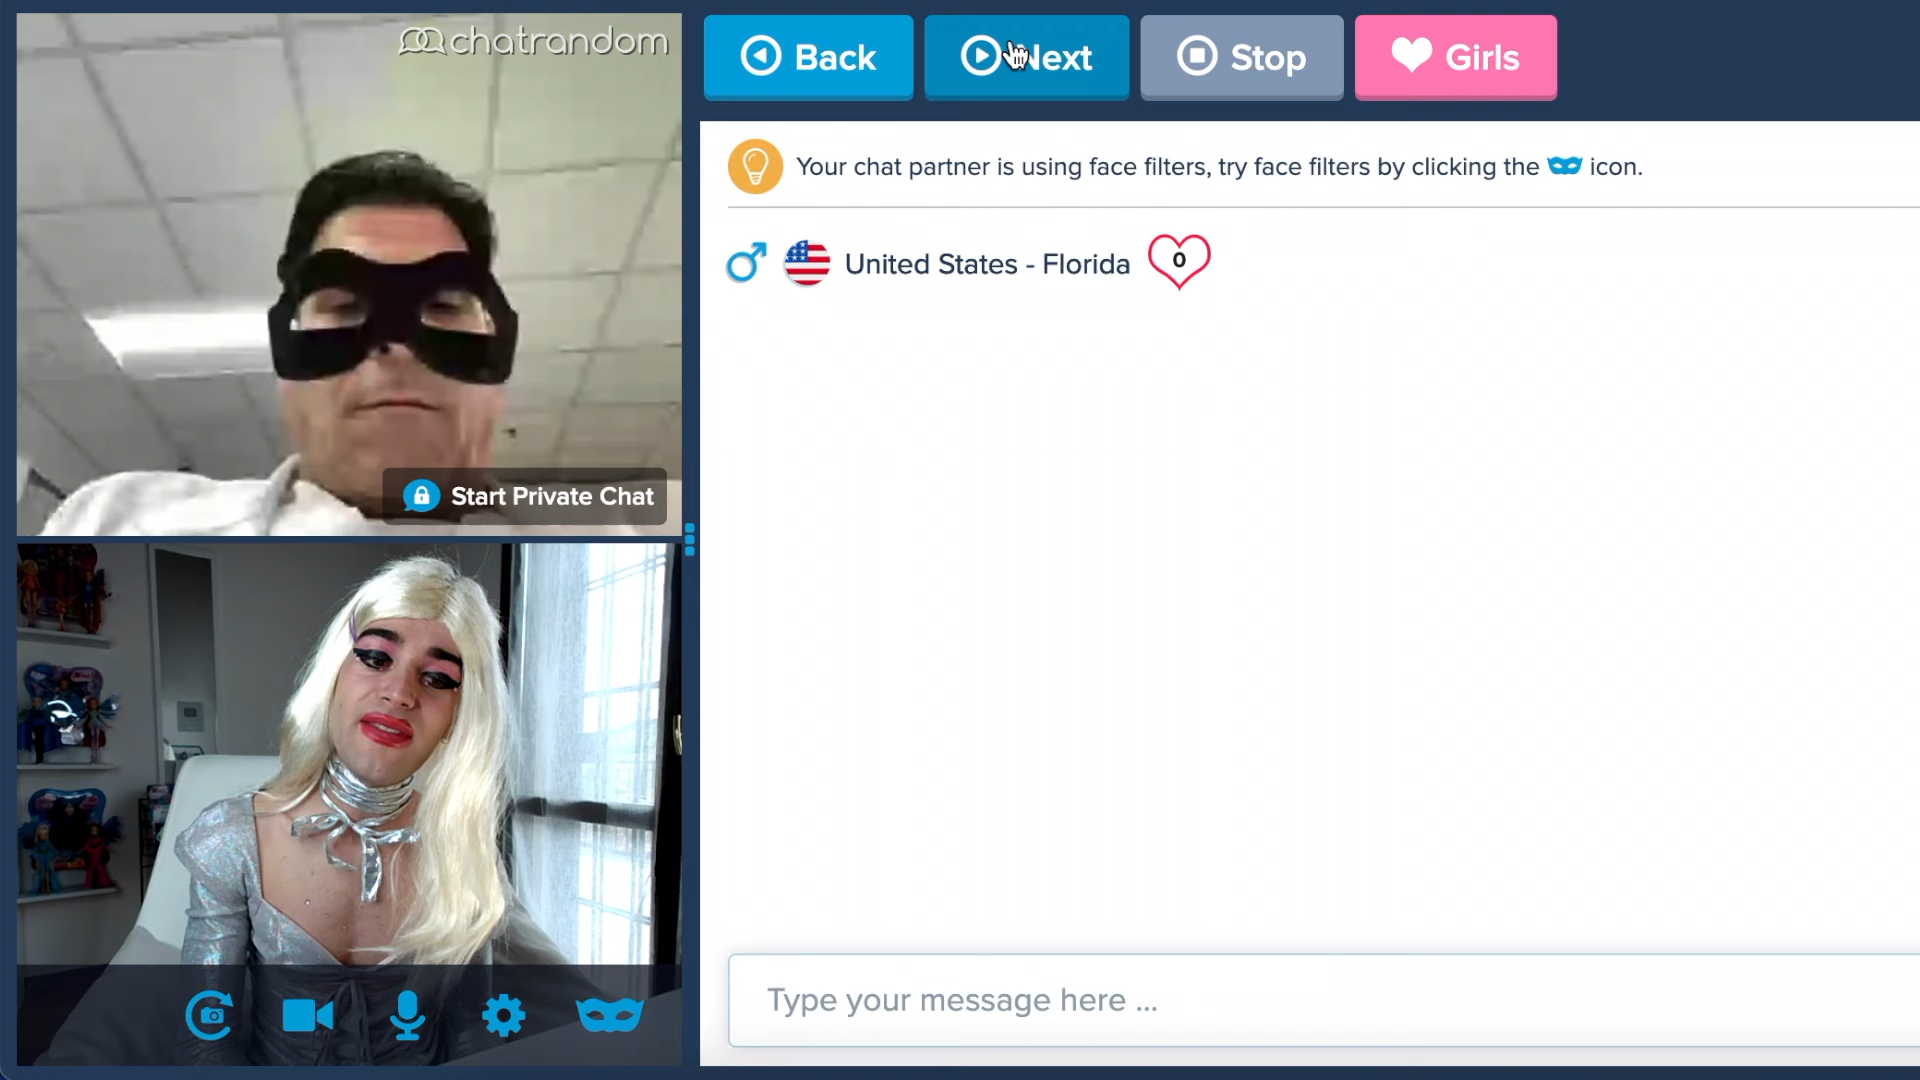 chatrandom
Back
Next
Stop
Girls
Your chat partner is using face filters, try face filters by clicking the icon.
United States - Florida
0
Start Private Chat
Type your message here ...